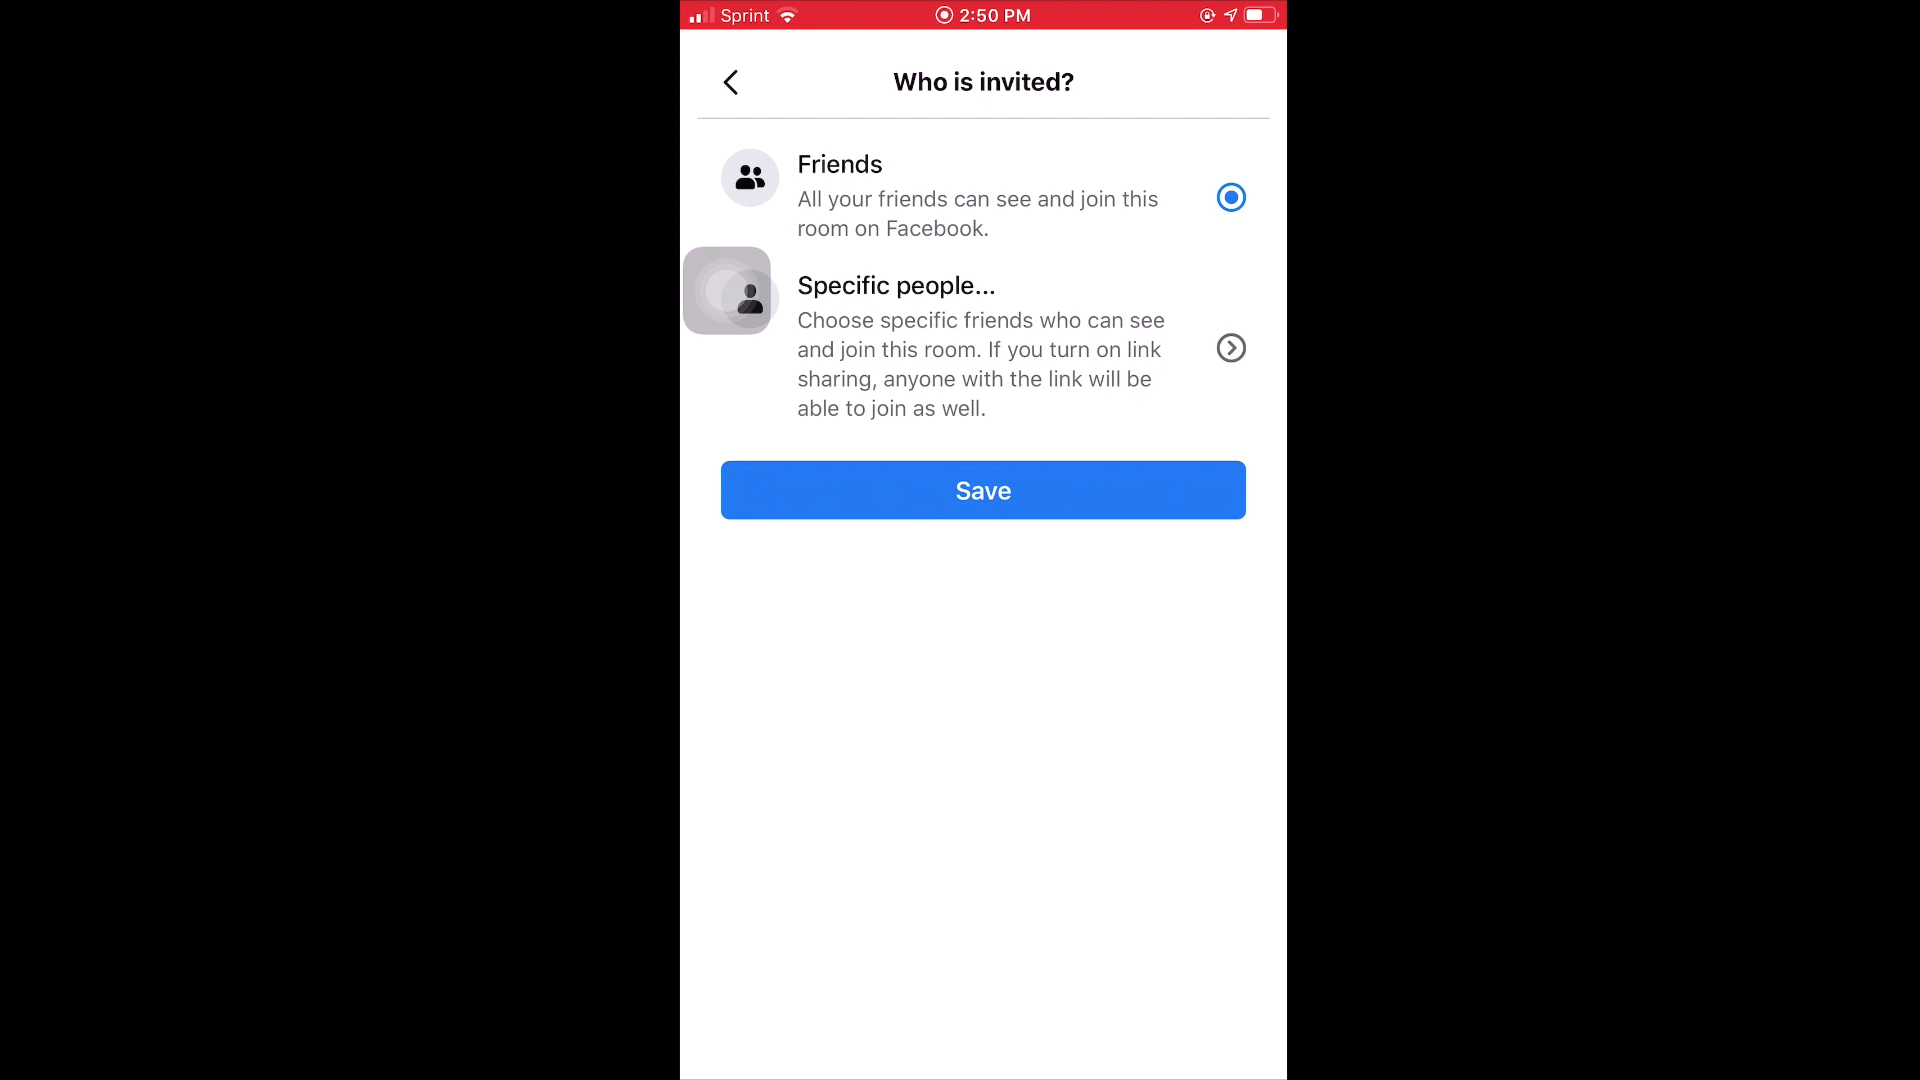 Sprint 2:50 PM
Who is invited?
Friends
All your friends can see and join this
room on Facebook.
Specific people...
Choose specific friends who can see
and join this room. If you turn on link
sharing, anyone with the link will be
able to join as well.
Save